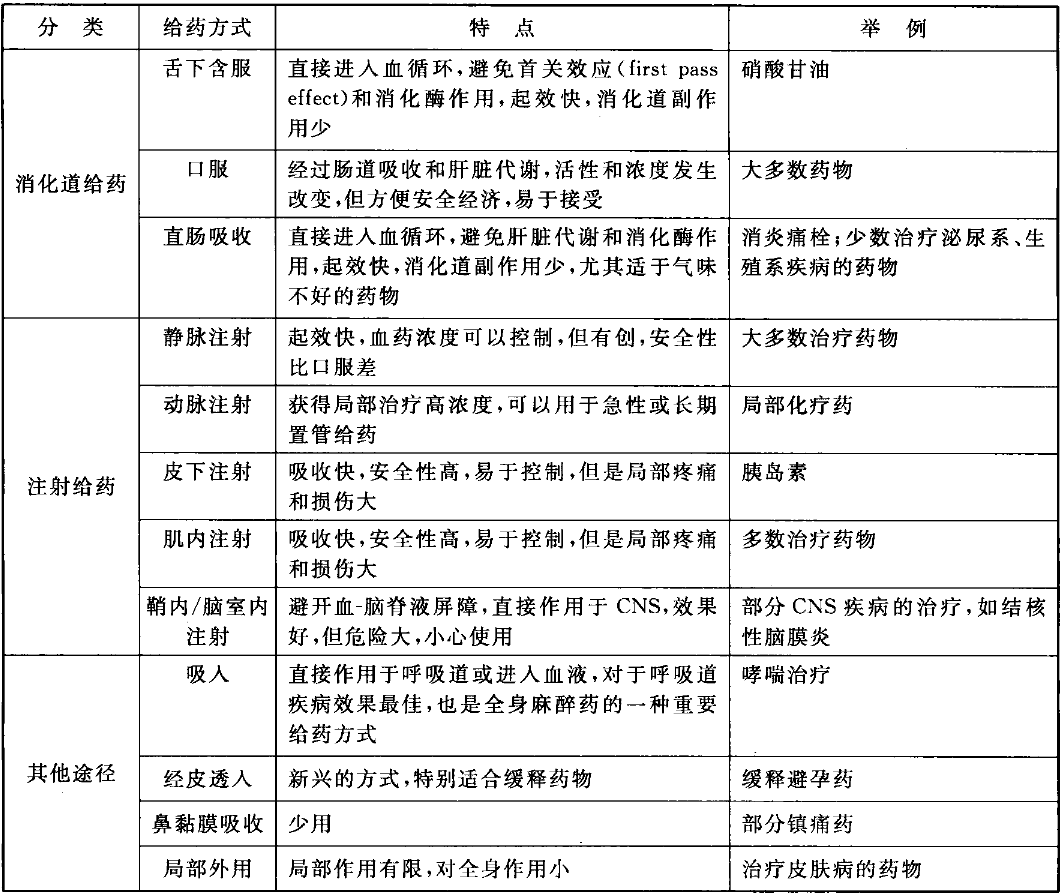 分 类 给药方式 特 点 举 例
消化道给药
舌下含服
直接进入血循环,避免首关效应(first pass
effect)和消化酶作用,起效快,消化道副作
用少
硝酸甘油
口服
经过肠道吸收和肝脏代谢,活性和浓度发生
改变,但方便安全经济,易于接受
大多数药物
直肠吸收
直接进入血循环,避免肝脏代谢和消化酶作
用,起效快,消化道副作用少,尤其适于气味
不好的药物
消炎痛栓;少数治疗泌尿系、生
殖系疾病的药物
注射给药
静脉注射
起效快,血药浓度可以控制,但有创,安全性
比口服差
大多数治疗药物
动脉注射
获得局部治疗高浓度,可以用于急性或长期
置管给药
局部化疗药
皮下注射
吸收快,安全性高,易于控制,但是局部疼痛
和损伤大
胰岛素
肌内注射
吸收快,安全性高,易于控制,但是局部疼痛
和损伤大
多数治疗药物
鞘内/脑室内
注射
避开血-脑脊液屏障,直接作用于 CNS,效果
好,但危险大,小心使用
部分 CNS 疾病的治疗,如结核
性脑膜炎
其他途径
吸入
直接作用于呼吸道或进入血液,对于呼吸道
疾病效果最佳,也是全身麻醉药的一种重要
给药方式
哮喘治疗
经皮透入
新兴的方式,特别适合缓释药物
缓释避孕药
鼻黏膜吸收
少用
部分镇痛药
局部外用
局部作用有限,对全身作用小
治疗皮肤病的药物